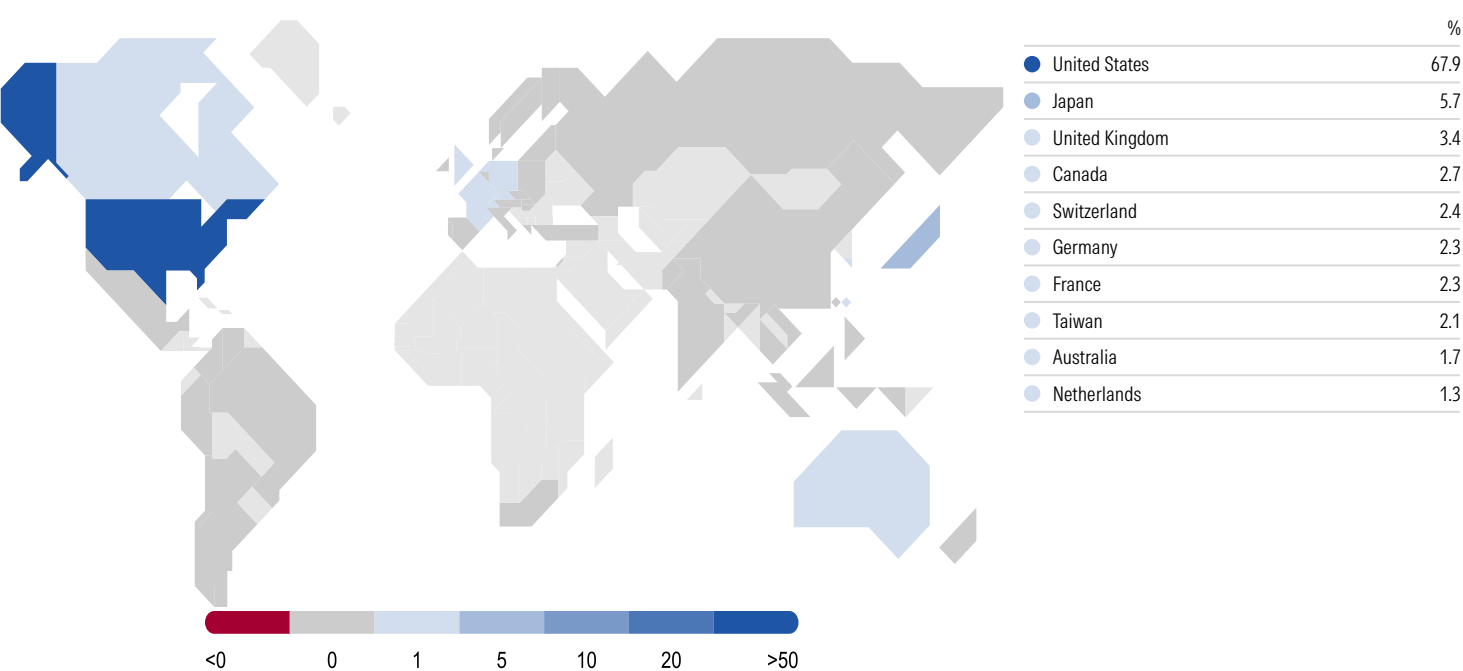 %
United States 67.9
Japan 5.7
United Kingdom 3.4
Canada 2.7
Switzerland 2.4
Germany 2.3
France 2.3
Taiwan 2.1
Australia 1.7
Netherlands 1.3
<0 0 1 5 10 20 >50